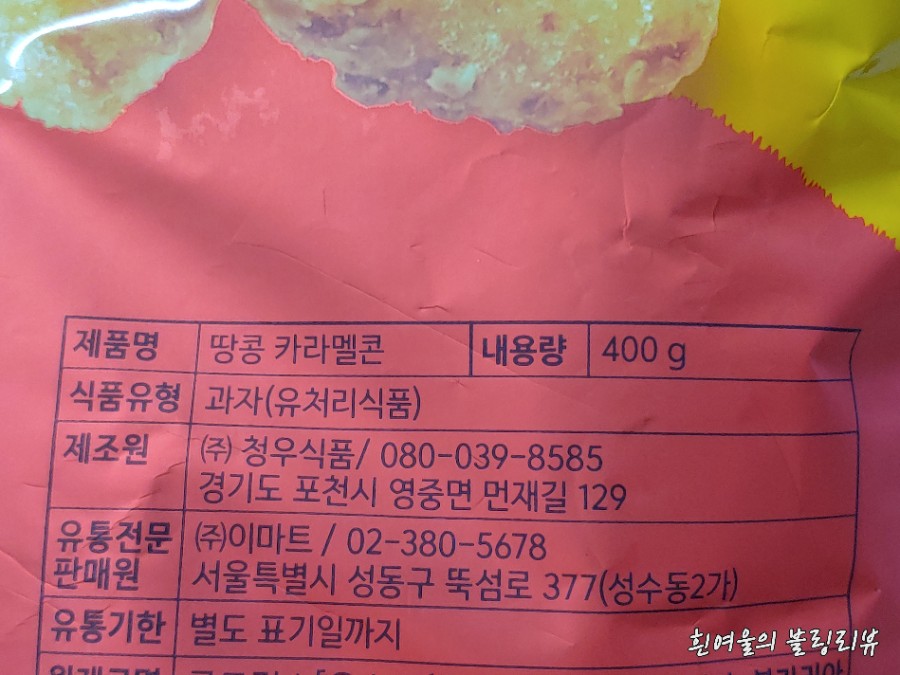 제품명 땅콩 카라멜콘 내용량 400 g
식품유형 과자(유처리식품)
제조원 ㈜ 청우식품/ 080-039-8585
경기도 포천시 영중면 먼재길 129
유통전문 ㈜이마트 / 02-380-5678
판매원 서울특별시 성동구 뚝섬로 377(성수동2가)
유통기한 별도 표기일까지
흰여울의 블링리뷰